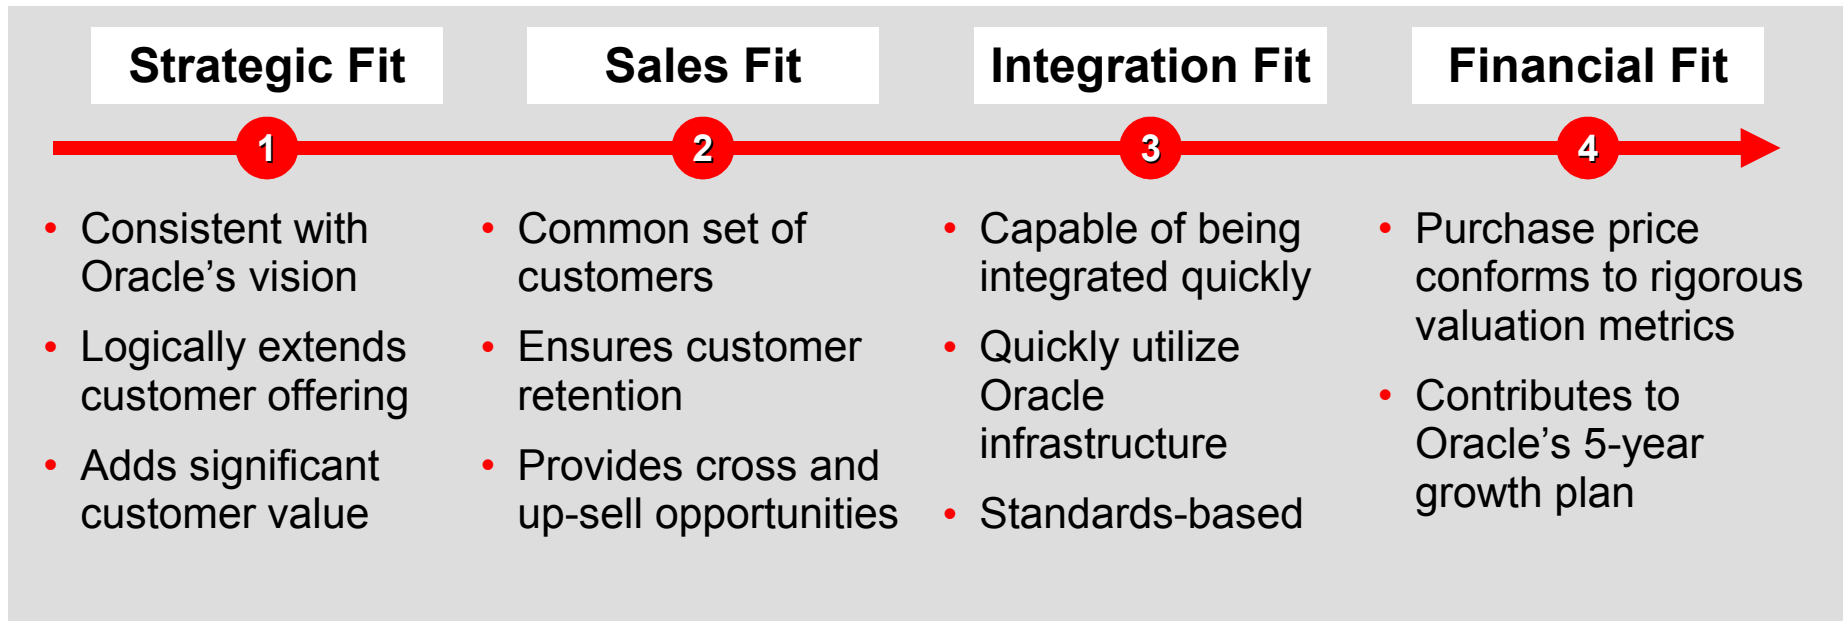 Strategic Fit
Sales Fit
Integration Fit
Financial Fit
1
2
3
4
• Consistent with
Oracle’s vision
• Logically extends
customer offering
• Adds significant
customer value
• Common set of
customers
• Ensures customer
retention
• Provides cross and
up-sell opportunities
• Capable of being
integrated quickly
• Quickly utilize
Oracle
infrastructure
• Standards-based
• Purchase price
conforms to rigorous
valuation metrics
• Contributes to
Oracle’s 5-year
growth plan